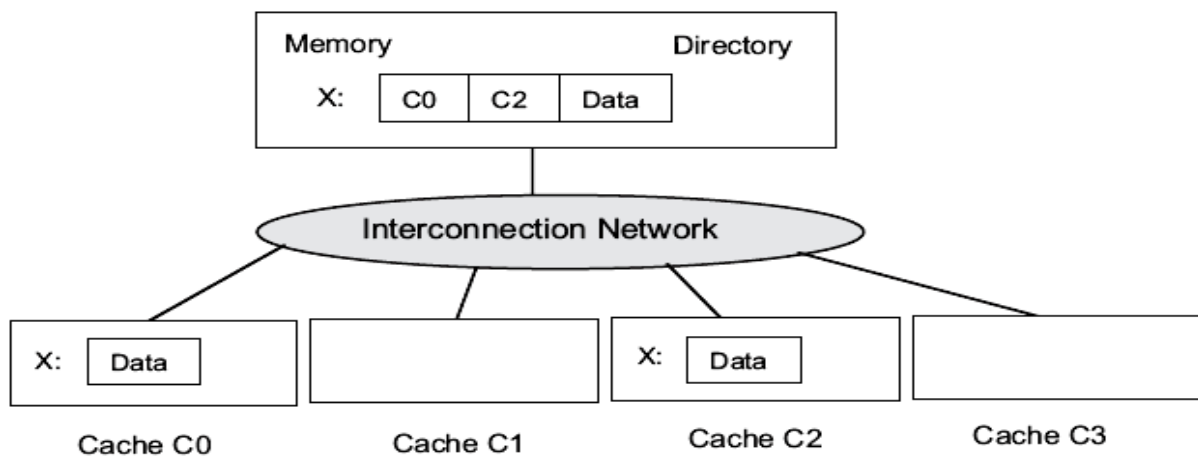 Memory Directory
X: C0 C2 Data
Interconnection Network
X: Data X: Data
Cache C0 Cache C1 Cache C2 Cache C3